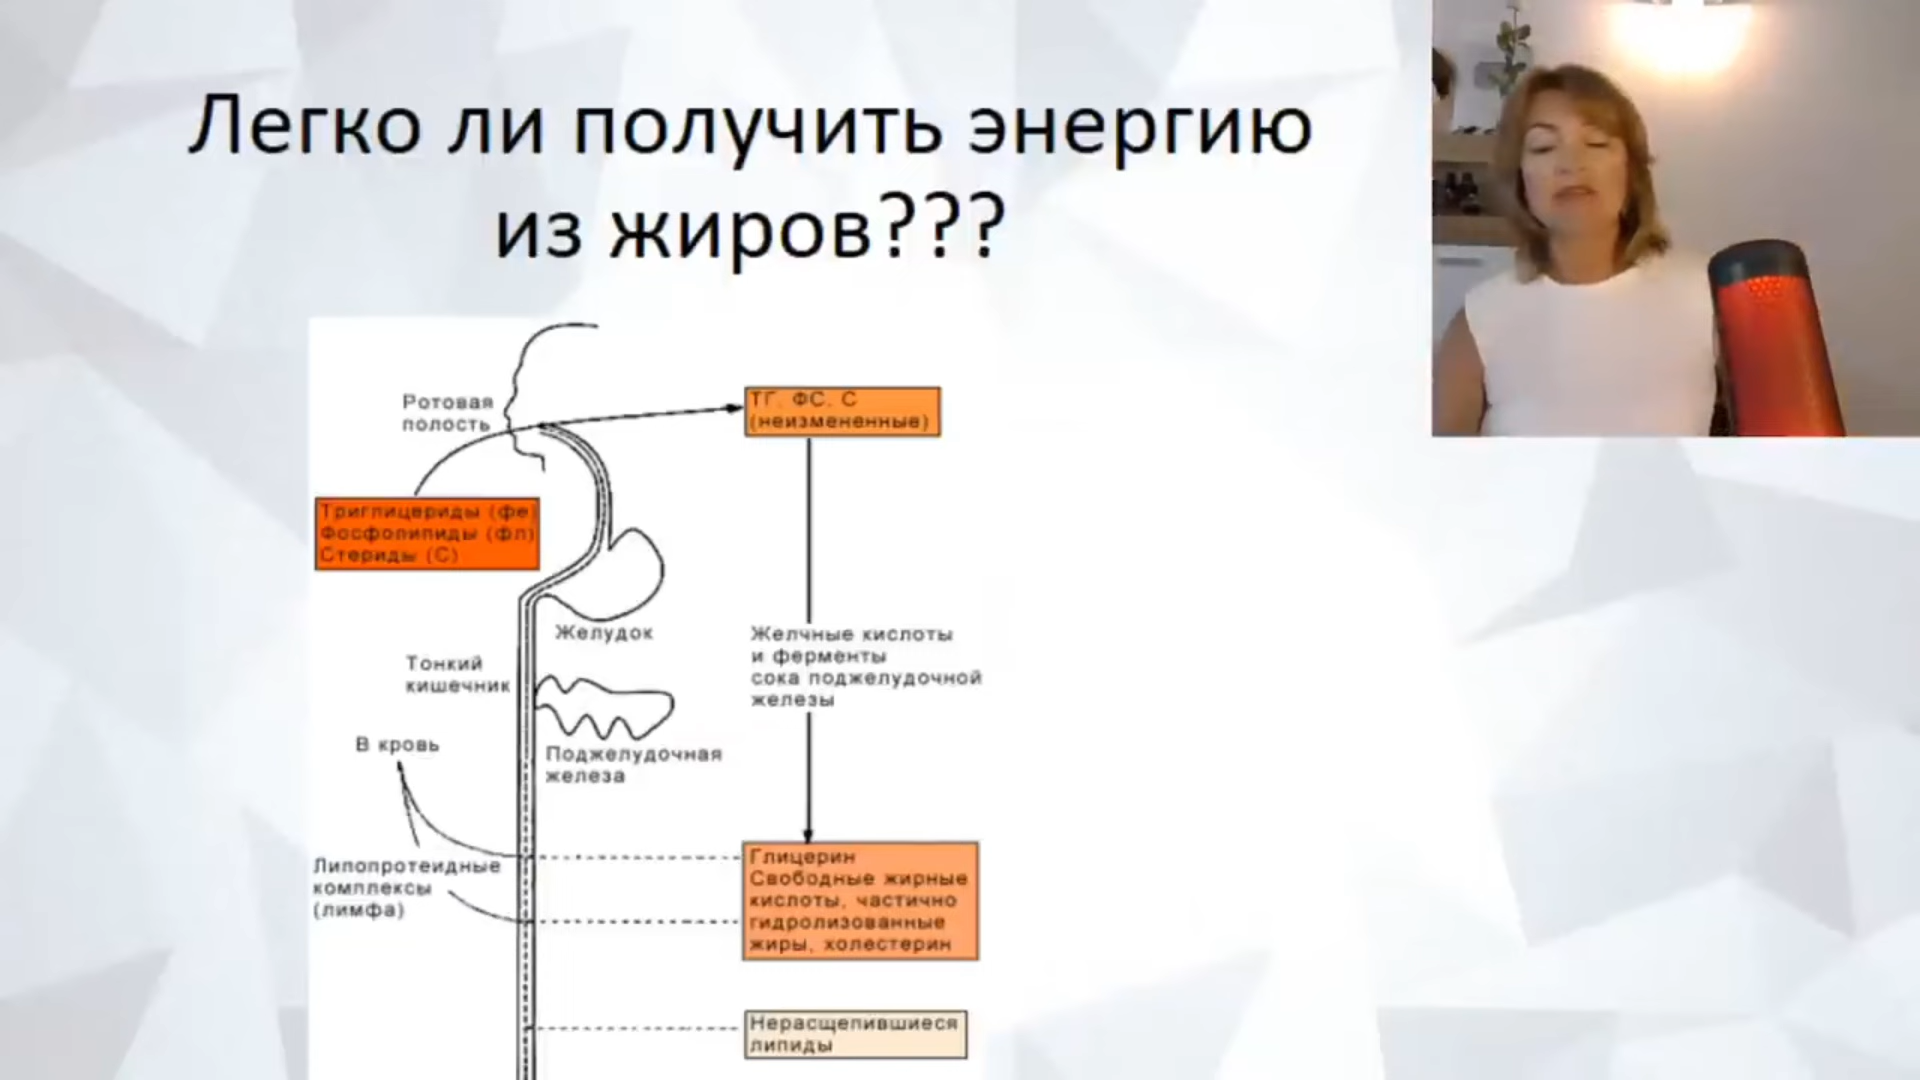 Легко ли получить энергию
из жиров???
Ротовая
полость
ТГ. ФС. С
(неизмененные)
Триглицериды (фе)
Фосфолипиды (фл)
Стериды (С)
Желудок
Тонкий
кишечник
Желчные кислоты
и ферменты
сока поджелудочной
железы
В кровь
Поджелудочная
железа
Липопротеидные
комплексы
(лимфа)
Глицерин
Свободные жирные
кислоты, частично
гидролизованные
жиры, холестерин
Нерасщепившиеся
липиды